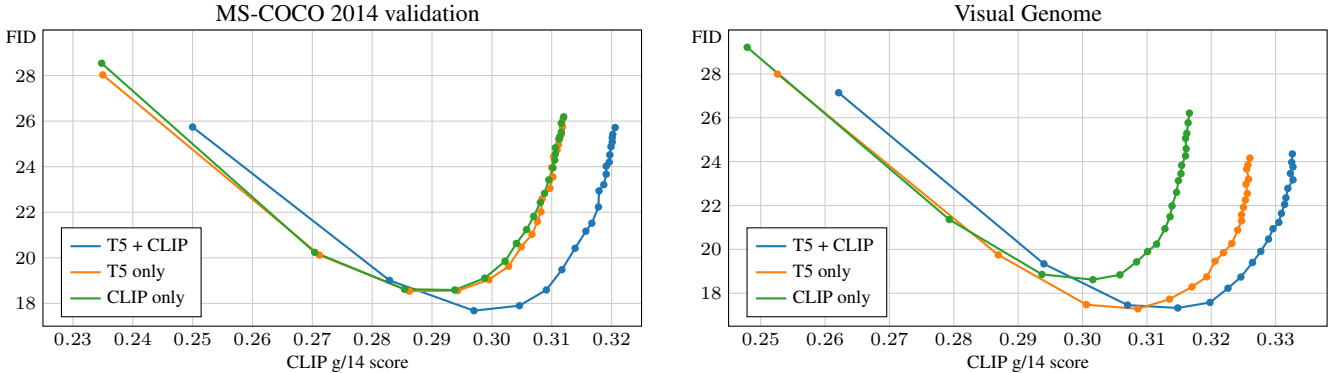 MS-COCO 2014 validation
FID
28
26
24
22
20
18
T5 + CLIP
T5 only
CLIP only
0.23 0.24 0.25 0.26 0.27 0.28 0.29 0.30 0.31 0.32
CLIP g/14 score
Visual Genome
FID
28
26
24
22
20
18
T5 + CLIP
T5 only
CLIP only
0.25 0.26 0.27 0.28 0.29 0.30 0.31 0.32 0.33
CLIP g/14 score